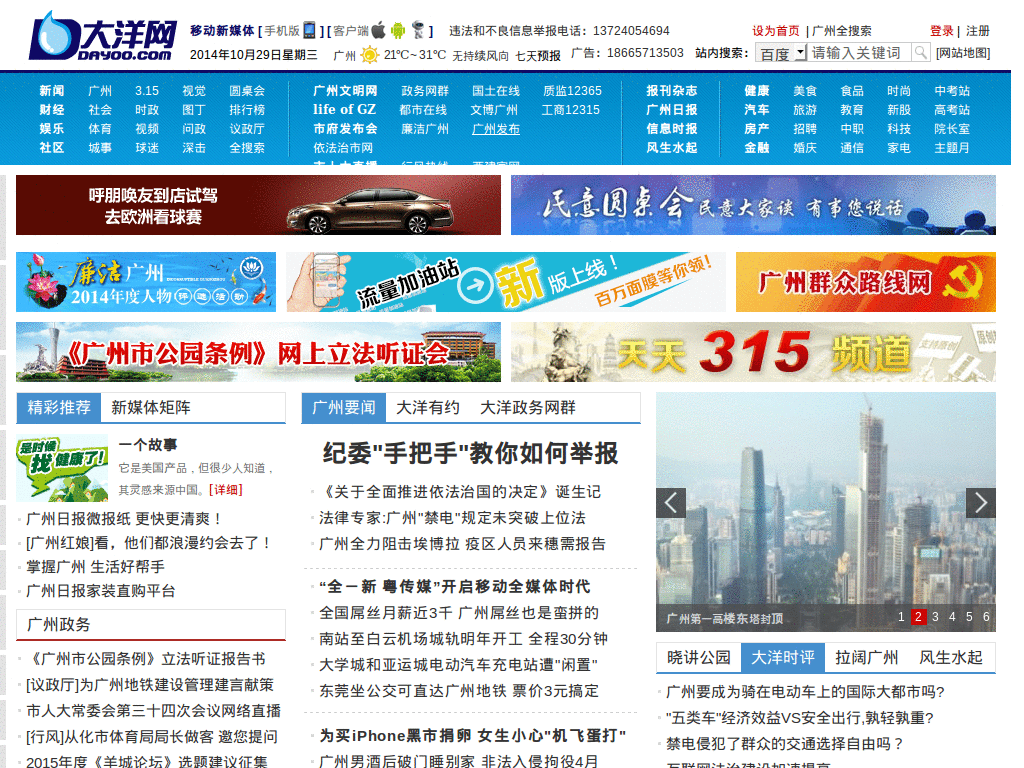 大洋网
DAYOO.COM
移动新媒体 [手机版 ] [客户端 ] 违法和不良信息举报电话：13724054694 设为首页 | 广州全搜索 登录 | 注册
2014年10月29日星期三 广州 21℃~31℃ 无持续风向 七天预报 广告：18665713503 站内搜索： 百度 请输入关键词 [网站地图]
新闻 广州 3.15 视觉 圆桌会 广州文明网 政务网群 国土在线 质监12365 报刊杂志 健康 美食 食品 时尚 中考站
财经 社会 时政 图丁 排行榜 life of GZ 都市在线 文博广州 工商12315 广州日报 汽车 旅游 教育 新股 高考站
娱乐 体育 视频 问政 议政厅 市府发布会 廉洁广州 广州发布 信息时报 房产 招聘 中职 科技 院长室
社区 城事 球迷 深击 全搜索 依法治市网 风生水起 金融 婚庆 通信 家电 主题月
市人大直播 行风热线
呼朋唤友到店试驾
去欧洲看球赛
民意圆桌会 民意大家谈 有事您说话
廉洁广州
2014年度人物评选活动
流量加油站 新版上线！
百万面膜等你领！
广州群众路线网
《广州市公园条例》网上立法听证会
天天315频道
精彩推荐 新媒体矩阵
一个故事
它是美国产品，但很少人知道，
其灵感来源中国。[详细]
是时候
找健康了!
广州日报微报纸 更快更清爽！
[广州红娘]看，他们都浪漫约会去了！
掌握广州 生活好帮手
广州日报家装直购平台
广州政务
《广州市公园条例》立法听证报告书
[议政厅]为广州地铁建设管理建言献策
市人大常委会第三十四次会议网络直播
[行风]从化市体育局局长做客 邀您提问
2015年度《羊城论坛》选题建议征集
广州要闻 大洋有约 大洋政务网群
纪委"手把手"教你如何举报
《关于全面推进依法治国的决定》诞生记
法律专家:广州"禁电"规定未突破上位法
广州全力阻击埃博拉 疫区人员来穗需报告
“全－新 粤传媒”开启移动全媒体时代
全国屌丝月薪近3千 广州屌丝也是蛮拼的
南站至白云机场城轨明年开工 全程30分钟
大学城和亚运城电动汽车充电站遭"闲置"
东莞坐公交可直达广州地铁 票价3元搞定
为买iPhone黑市捐卵 女生小心"机飞蛋打"
广州男酒后破门睡别家 非法入侵拘役4月
广州第一高楼东塔封顶 1 2 3 4 5 6
晓讲公园 大洋时评 拉阔广州 风生水起
广州要成为骑在电动车上的国际大都市吗?
"五类车"经济效益VS安全出行,孰轻孰重?
禁电侵犯了群众的交通选择自由吗？
互联网法治建设加速提高